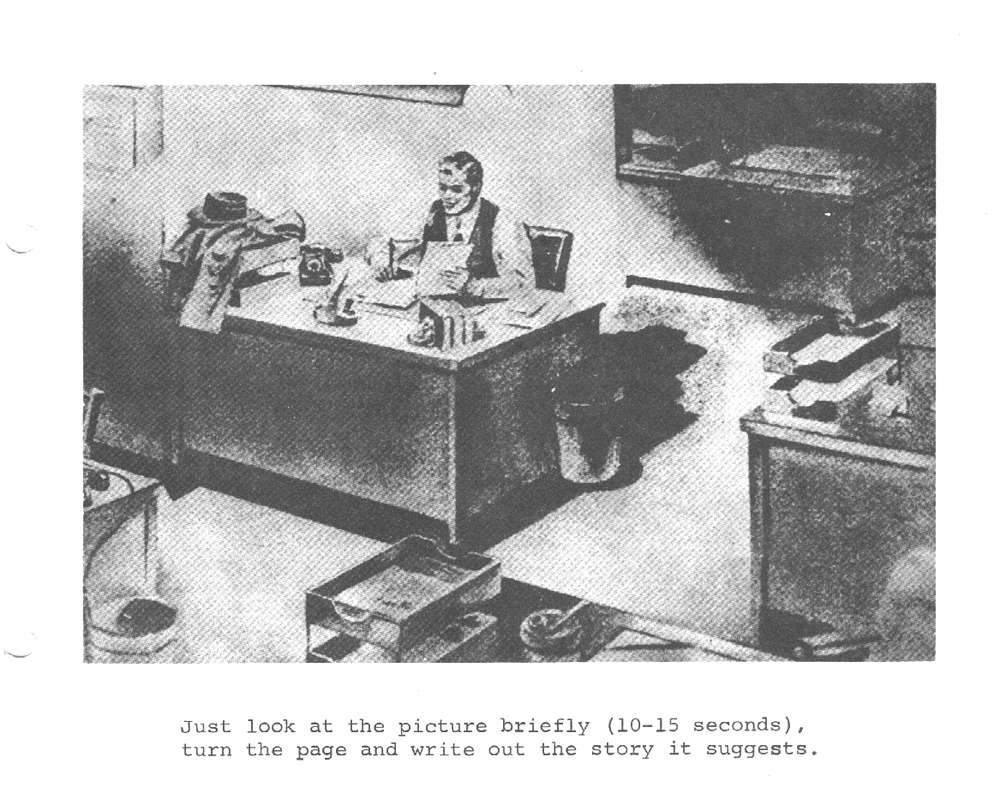 Just look at the picture briefly (10-15 seconds),
turn the page and write out the story it suggests.